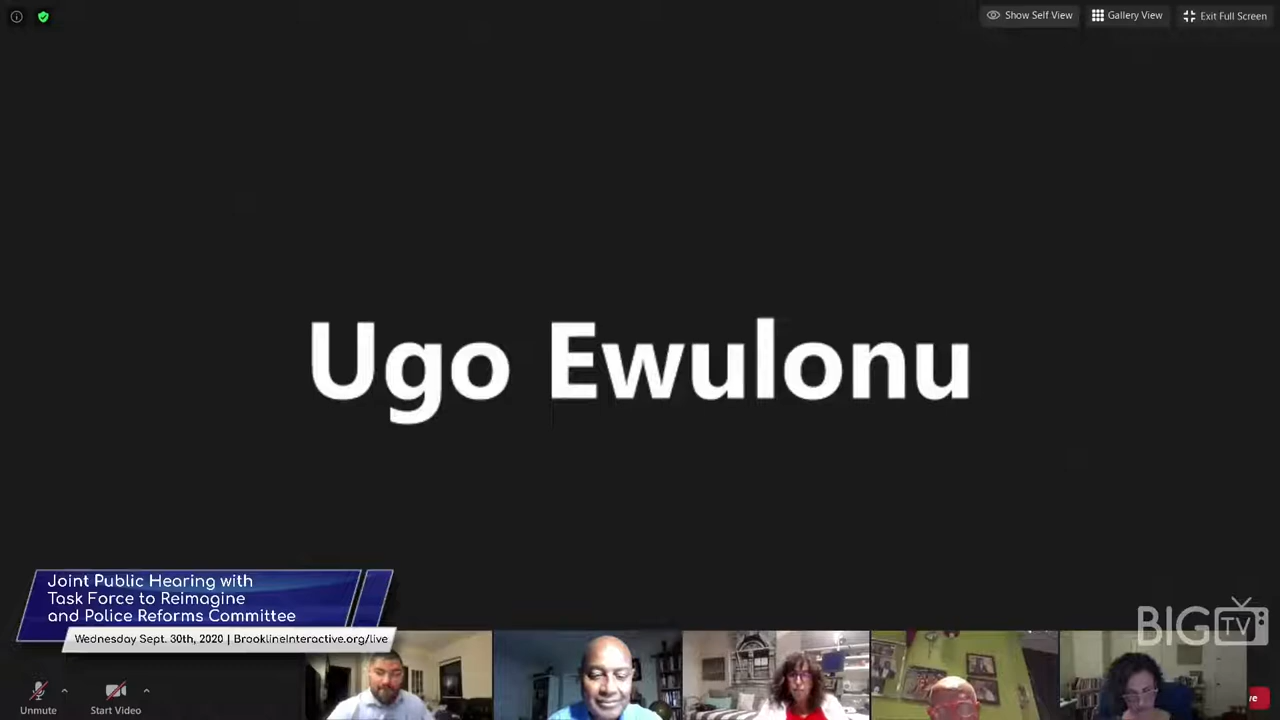 Show Self View
Gallery View
Exit Full Screen
Ugo Ewulonu
Joint Public Hearing with
Task Force to Reimagine
and Police Reforms Committee
Wednesday Sept. 30th, 2020 | BrooklineInteractive.org/live
BIG TV
Unmute
Start Video